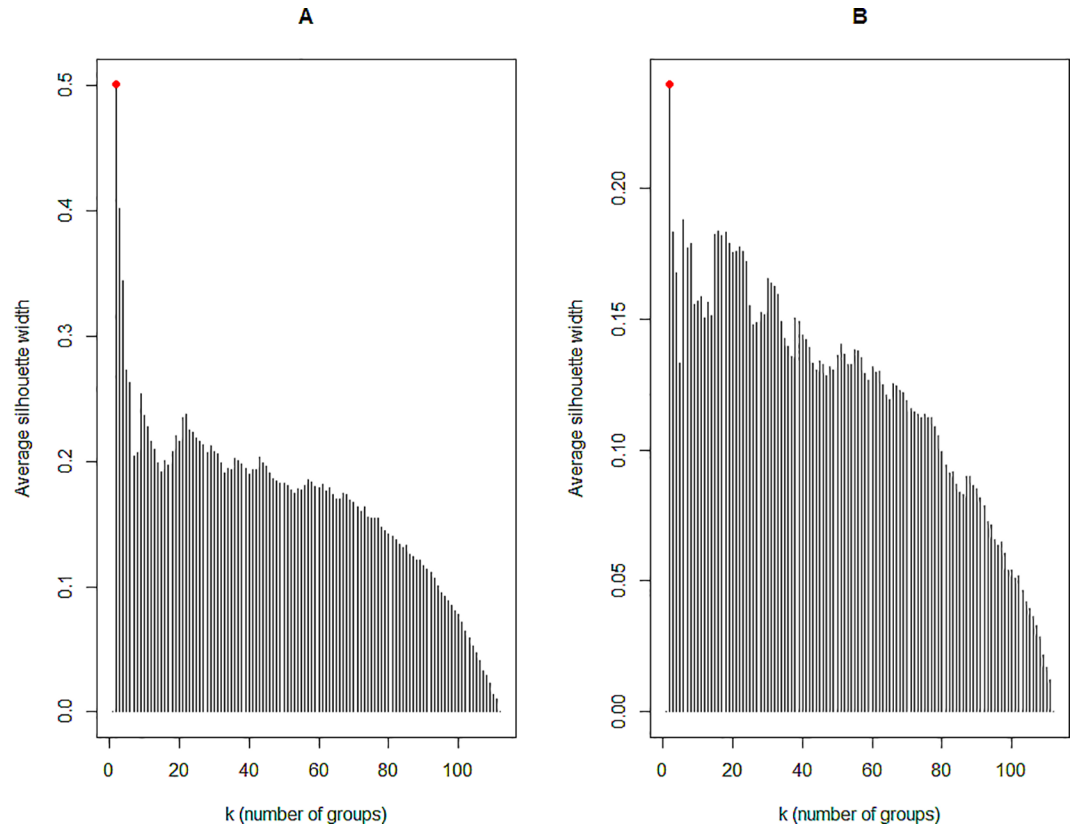 A
Average silhouette width
0.5
0.4
0.3
0.2
0.1
0.0
0 20 40 60 80 100
k (number of groups)
B
Average silhouette width
0.20
0.15
0.10
0.05
0.00
0 20 40 60 80 100
k (number of groups)